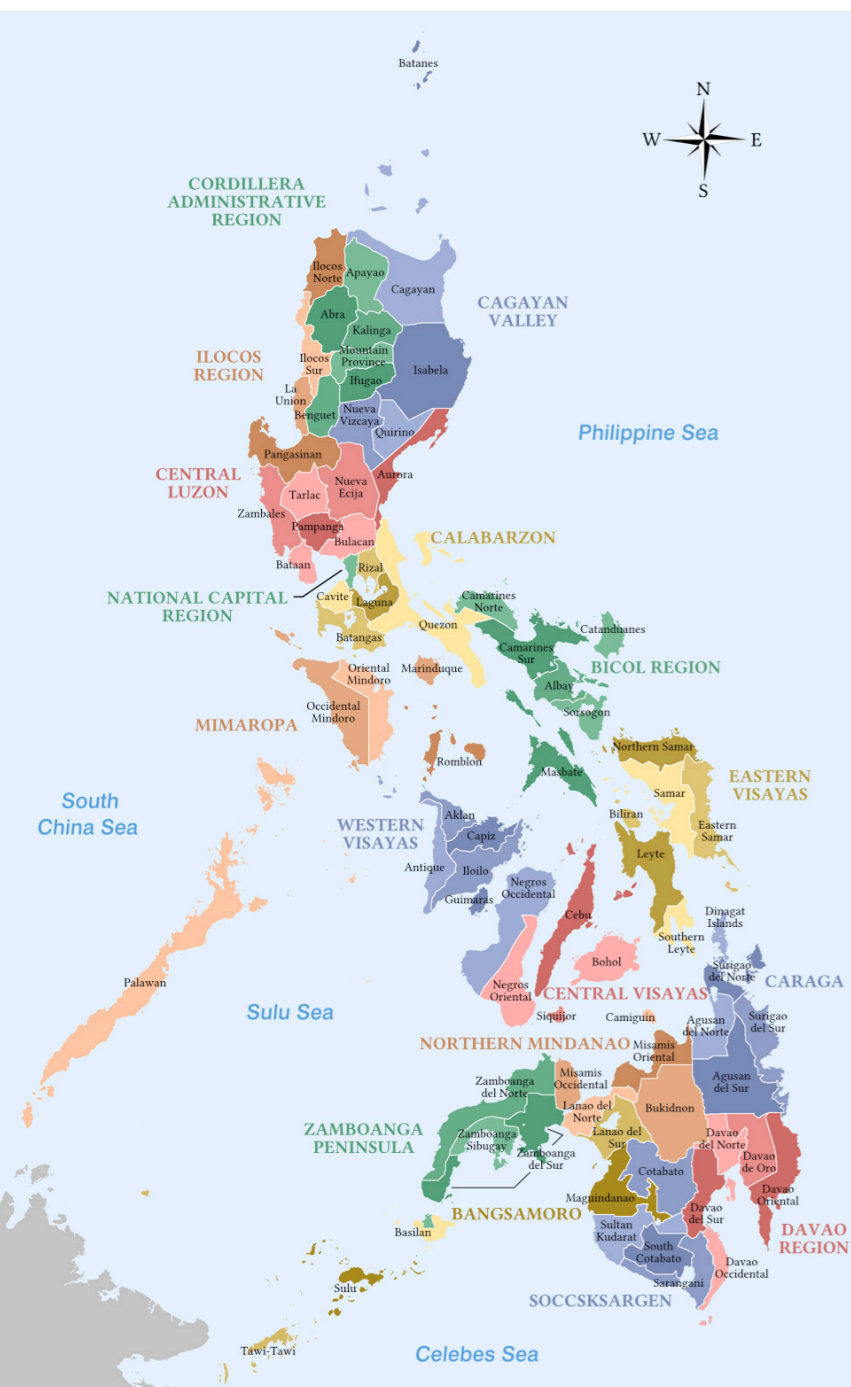 Batanes
N
W
E
S
CORDILLERA
ADMINISTRATIVE
REGION
Ilocos
Norte
Apayao
Cagayan
CAGAYAN
VALLEY
Abra
Kalinga
Mountain
Province
ILOCOS
REGION
Ilocos
Sur
Ifugao
Isabela
La
Union
Benguet
Nueva
Vizcaya
Quirino
Philippine Sea
Pangasinan
CENTRAL
LUZON
Aurora
Nueva
Ecija
Tarlac
Zambales
Pampanga
Bulacan
CALABARZON
Bataan
Rizal
NATIONAL CAPITAL
REGION
Cavite
Laguna
Camarines
Norte
Quezon
Catanduanes
Batangas
Camarines
Sur
BICOL REGION
Oriental
Mindoro
Marinduque
Albay
Occidental
Mindoro
Sorsogon
MIMAROPA
Northern Samar
Romblon
Masbate
EASTERN
VISAYAS
Samar
South
China Sea
WESTERN
VISAYAS
Aklan
Biliran
Capiz
Eastern
Samar
Antique
Iloilo
Leyte
Negros
Occidental
Guimaras
Cebu
Dinagat
Islands
Southern
Leyte
Bohol
Surigao
del Norte
CARAGA
Palawan
Negros
Oriental
CENTRAL VISAYAS
Sulu Sea
Siquijor
Camiguin
Agusan
del Norte
Surigao
del Sur
NORTHERN MINDANAO
Misamis
Oriental
Misamis
Occidental
Agusan
del Sur
Zamboanga
del Norte
Lanao del
Norte
Bukidnon
ZAMBOANGA
PENINSULA
Zamboanga
Sibugay
Lanao del
Sur
Davao
del Norte
Zamboanga
del Sur
Davao
de Oro
Cotabato
Davao
Oriental
Maguindanao
BANGSAMORO
Davao
del Sur
Basilan
Sultan
Kudarat
DAVAO
REGION
South
Cotabato
Davao
Occidental
Sarangani
Sulu
SOCCSKSARGEN
Tawi-Tawi
Celebes Sea